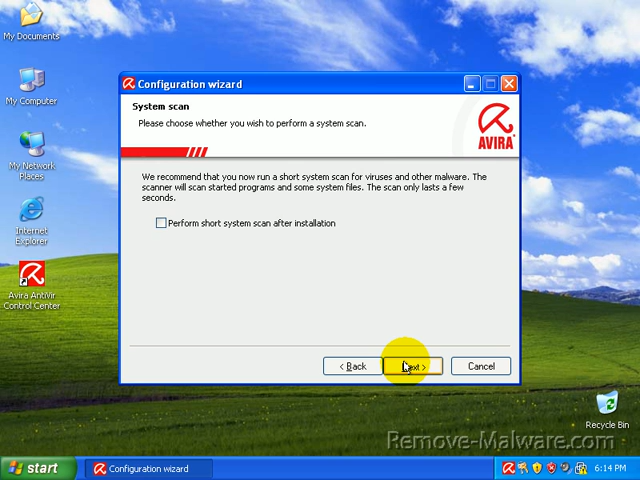 My Documents
My Computer
My Network
Places
Internet
Explorer
Avira AntiVir
Control Center
Configuration wizard
System scan
Please choose whether you wish to perform a system scan.
AVIRA
We recommend that you now run a short system scan for viruses and other malware. The
scanner will scan started programs and some system files. The scan only lasts a few
seconds.
Perform short system scan after installation
< Back
Next >
Cancel
Recycle Bin
Remove-Malware.com
start
Configuration wizard
6:14 PM